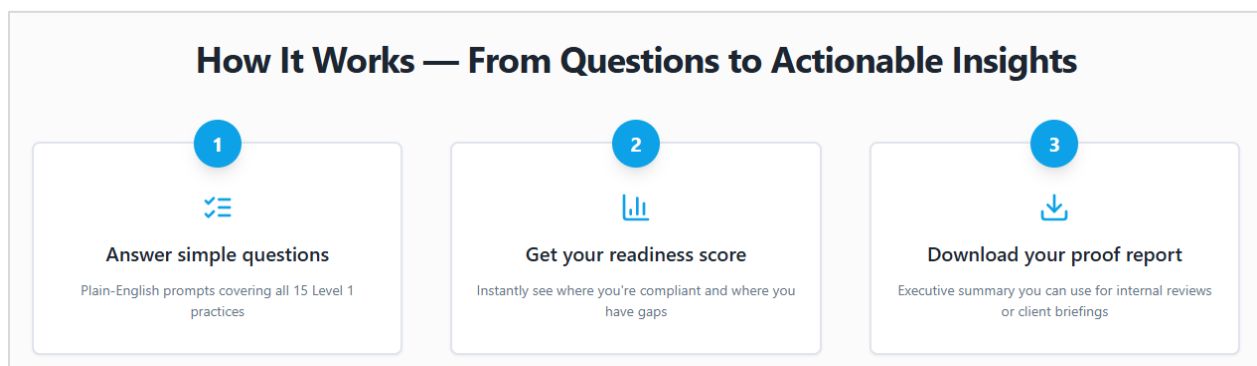 How It Works — From Questions to Actionable Insights
1
Answer simple questions
Plain-English prompts covering all 15 Level 1
practices
2
Get your readiness score
Instantly see where you're compliant and where you
have gaps
3
Download your proof report
Executive summary you can use for internal reviews
or client briefings